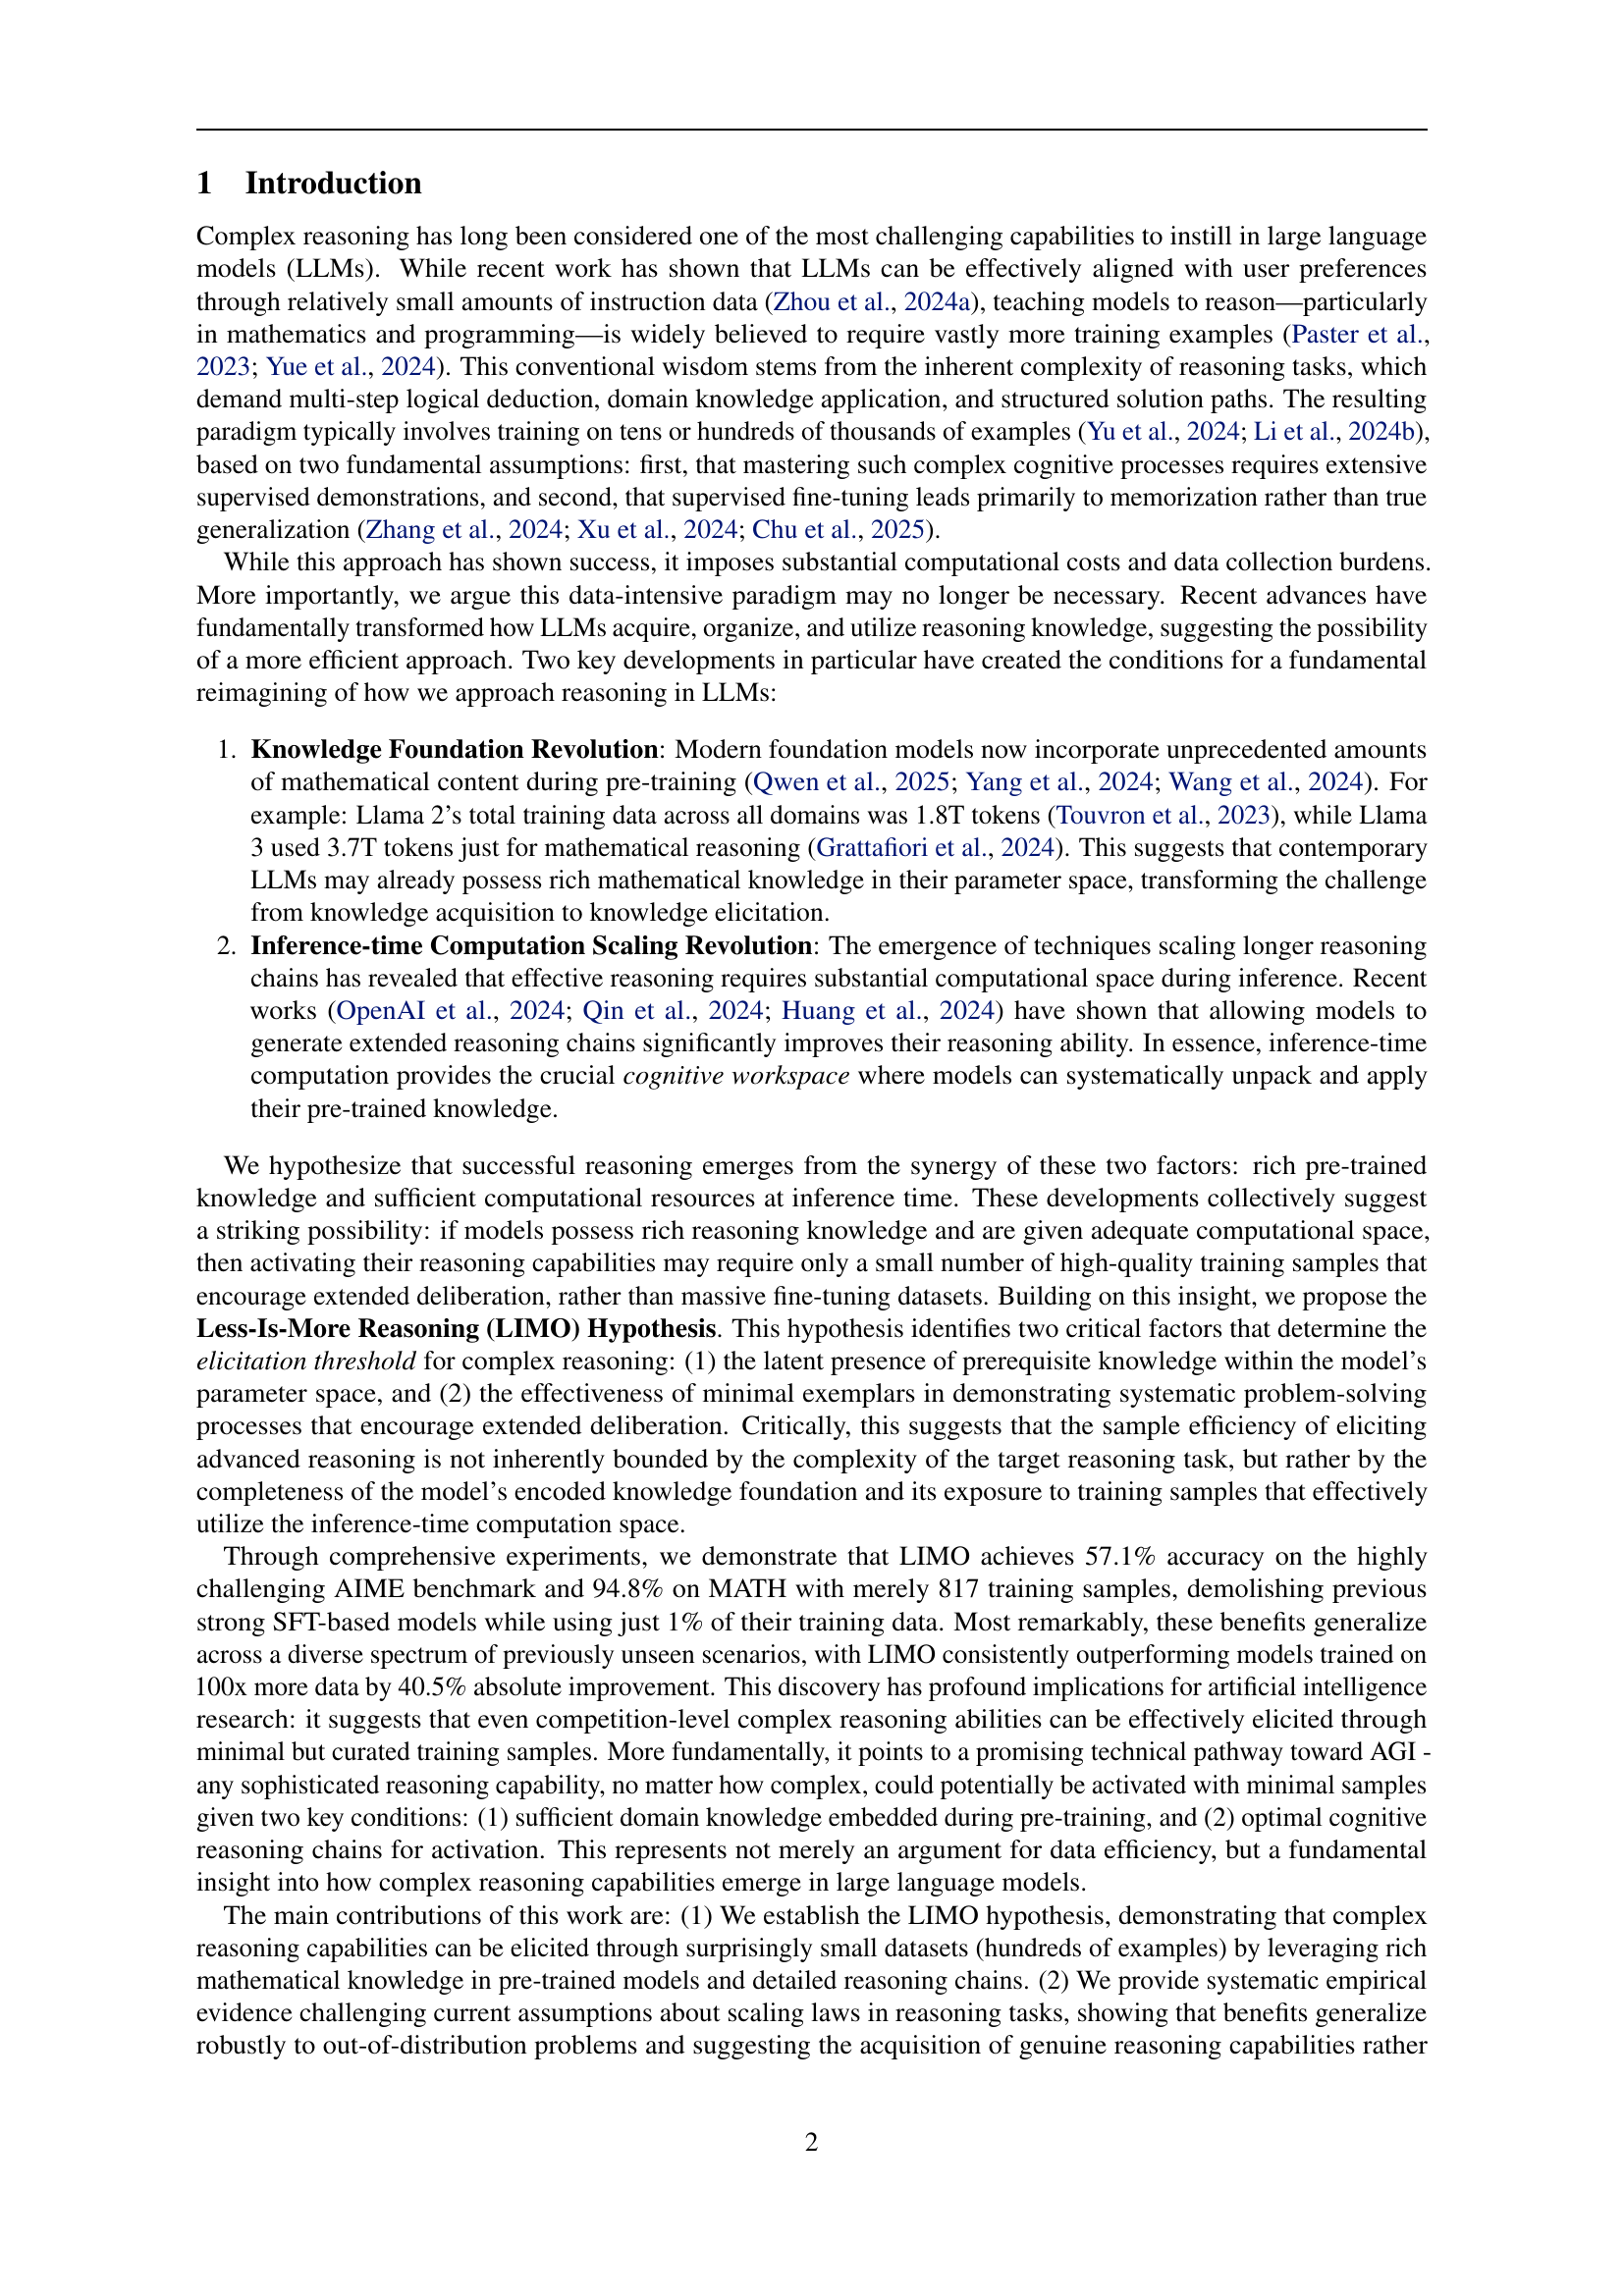 1 Introduction
Complex reasoning has long been considered one of the most challenging capabilities to instill in large language
models (LLMs). While recent work has shown that LLMs can be effectively aligned with user preferences
through relatively small amounts of instruction data (Zhou et al., 2024a), teaching models to reason—particularly
in mathematics and programming—is widely believed to require vastly more training examples (Paster et al.,
2023; Yue et al., 2024). This conventional wisdom stems from the inherent complexity of reasoning tasks, which
demand multi-step logical deduction, domain knowledge application, and structured solution paths. The resulting
paradigm typically involves training on tens or hundreds of thousands of examples (Yu et al., 2024; Li et al., 2024b),
based on two fundamental assumptions: first, that mastering such complex cognitive processes requires extensive
supervised demonstrations, and second, that supervised fine-tuning leads primarily to memorization rather than true
generalization (Zhang et al., 2024; Xu et al., 2024; Chu et al., 2025).
While this approach has shown success, it imposes substantial computational costs and data collection burdens.
More importantly, we argue this data-intensive paradigm may no longer be necessary. Recent advances have
fundamentally transformed how LLMs acquire, organize, and utilize reasoning knowledge, suggesting the possibility
of a more efficient approach. Two key developments in particular have created the conditions for a fundamental
reimagining of how we approach reasoning in LLMs:
1. Knowledge Foundation Revolution: Modern foundation models now incorporate unprecedented amounts
of mathematical content during pre-training (Qwen et al., 2025; Yang et al., 2024; Wang et al., 2024). For
example: Llama 2's total training data across all domains was 1.8T tokens (Touvron et al., 2023), while Llama
3 used 3.7T tokens just for mathematical reasoning (Grattafiori et al., 2024). This suggests that contemporary
LLMs may already possess rich mathematical knowledge in their parameter space, transforming the challenge
from knowledge acquisition to knowledge elicitation.
2. Inference-time Computation Scaling Revolution: The emergence of techniques scaling longer reasoning
chains has revealed that effective reasoning requires substantial computational space during inference. Recent
works (OpenAI et al., 2024; Qin et al., 2024; Huang et al., 2024) have shown that allowing models to
generate extended reasoning chains significantly improves their reasoning ability. In essence, inference-time
computation provides the crucial cognitive workspace where models can systematically unpack and apply
their pre-trained knowledge.
We hypothesize that successful reasoning emerges from the synergy of these two factors: rich pre-trained
knowledge and sufficient computational resources at inference time. These developments collectively suggest
a striking possibility: if models possess rich reasoning knowledge and are given adequate computational space,
then activating their reasoning capabilities may require only a small number of high-quality training samples that
encourage extended deliberation, rather than massive fine-tuning datasets. Building on this insight, we propose the
Less-Is-More Reasoning (LIMO) Hypothesis. This hypothesis identifies two critical factors that determine the
elicitation threshold for complex reasoning: (1) the latent presence of prerequisite knowledge within the model's
parameter space, and (2) the effectiveness of minimal exemplars in demonstrating systematic problem-solving
processes that encourage extended deliberation. Critically, this suggests that the sample efficiency of eliciting
advanced reasoning is not inherently bounded by the complexity of the target reasoning task, but rather by the
completeness of the model's encoded knowledge foundation and its exposure to training samples that effectively
utilize the inference-time computation space.
Through comprehensive experiments, we demonstrate that LIMO achieves 57.1% accuracy on the highly
challenging AIME benchmark and 94.8% on MATH with merely 817 training samples, demolishing previous
strong SFT-based models while using just 1% of their training data. Most remarkably, these benefits generalize
across a diverse spectrum of previously unseen scenarios, with LIMO consistently outperforming models trained on
100x more data by 40.5% absolute improvement. This discovery has profound implications for artificial intelligence
research: it suggests that even competition-level complex reasoning abilities can be effectively elicited through
minimal but curated training samples. More fundamentally, it points to a promising technical pathway toward AGI -
any sophisticated reasoning capability, no matter how complex, could potentially be activated with minimal samples
given two key conditions: (1) sufficient domain knowledge embedded during pre-training, and (2) optimal cognitive
reasoning chains for activation. This represents not merely an argument for data efficiency, but a fundamental
insight into how complex reasoning capabilities emerge in large language models.
The main contributions of this work are: (1) We establish the LIMO hypothesis, demonstrating that complex
reasoning capabilities can be elicited through surprisingly small datasets (hundreds of examples) by leveraging rich
mathematical knowledge in pre-trained models and detailed reasoning chains. (2) We provide systematic empirical
evidence challenging current assumptions about scaling laws in reasoning tasks, showing that benefits generalize
robustly to out-of-distribution problems and suggesting the acquisition of genuine reasoning capabilities rather
2